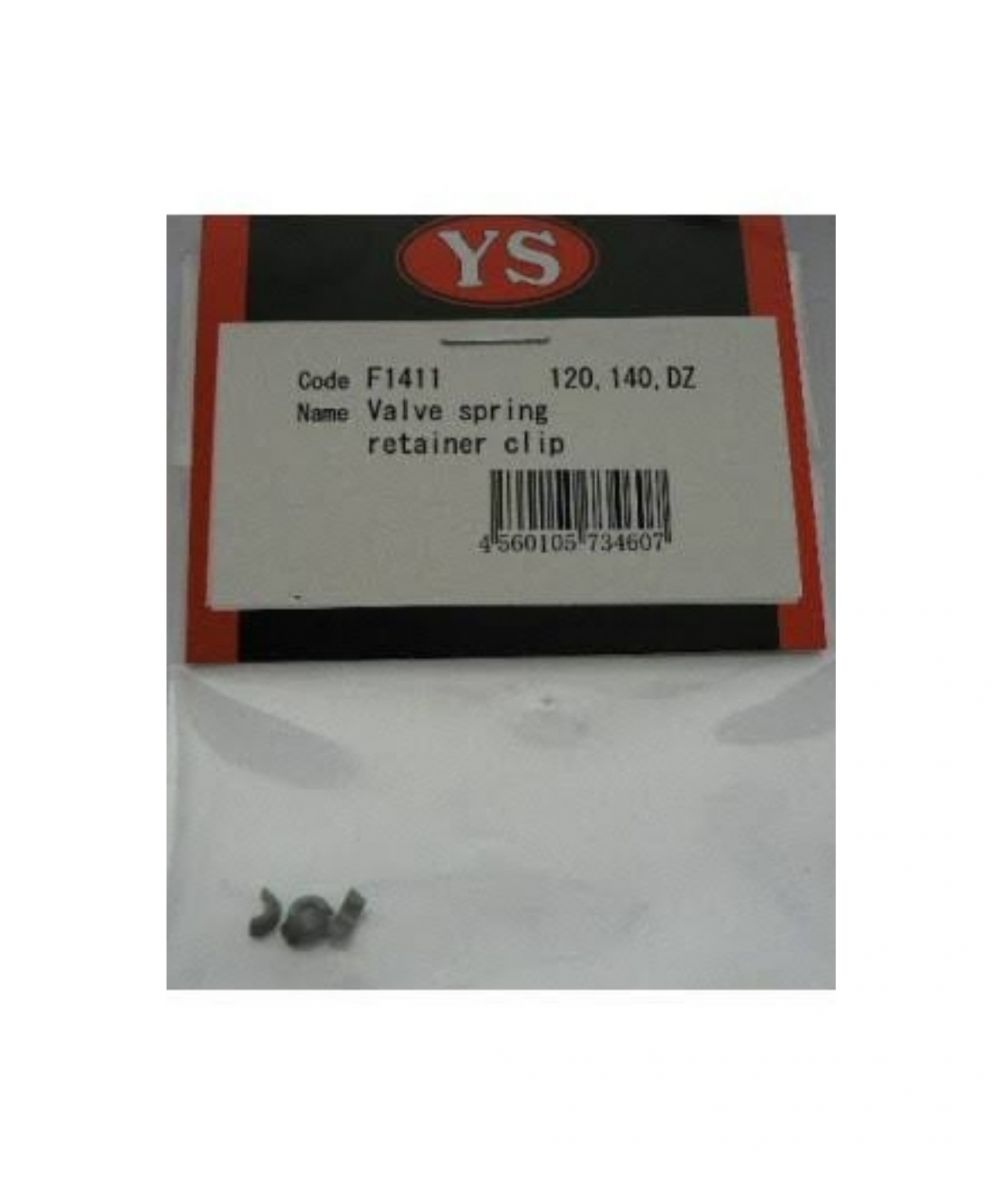 YS
Code F1411 120,140,DZ
Name Valve spring
retainer clip
4 560105 734607